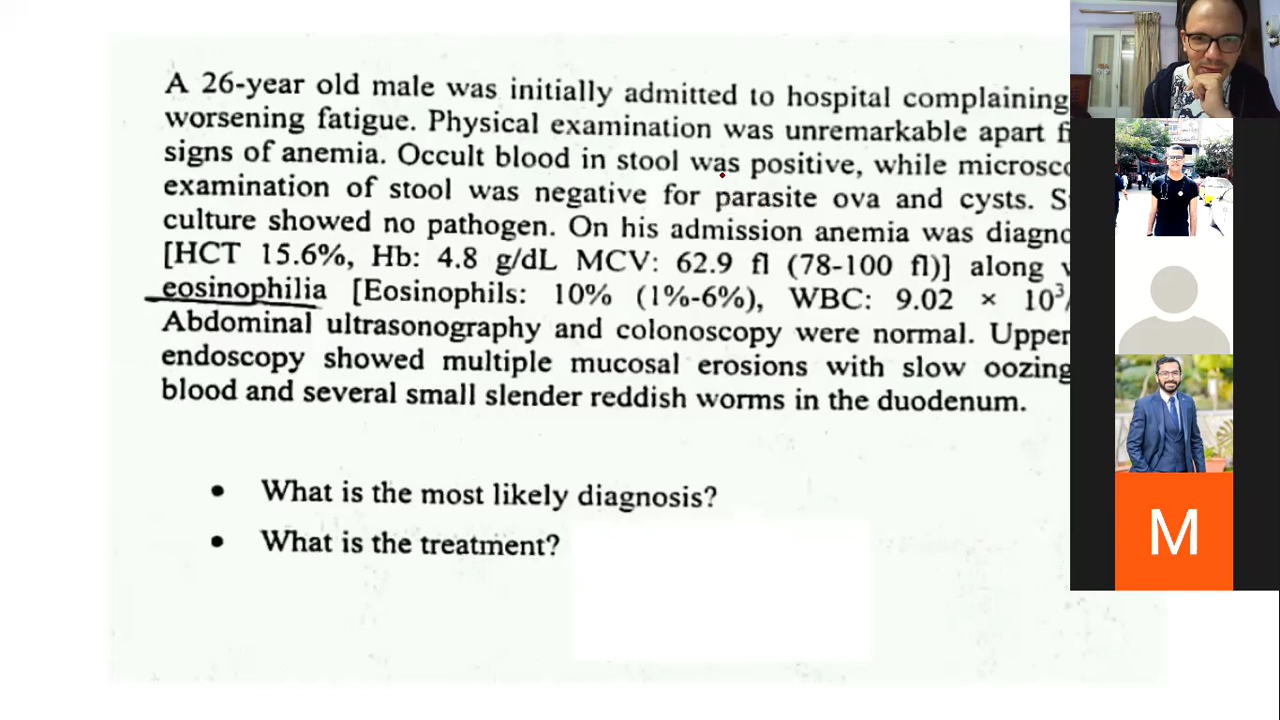 A 26-year old male was initially admitted to hospital complaining
worsening fatigue. Physical examination was unremarkable apart
signs of anemia. Occult blood in stool was positive, while
examination of stool was negative for parasite ova and cysts.
culture showed no pathogen. On his admission anemia was
[HCT 15.6%, Hb: 4.8 g/dL MCV: 62.9 fl (78-100 fl)] along
eosinophilia [Eosinophils: 10% (1%-6%), WBC: 9.02 × 10³/
Abdominal ultrasonography and colonoscopy were normal. Upper
endoscopy showed multiple mucosal erosions with slow oozing
blood and several small slender reddish worms in the duodenum.
• What is the most likely diagnosis?
• What is the treatment?
M